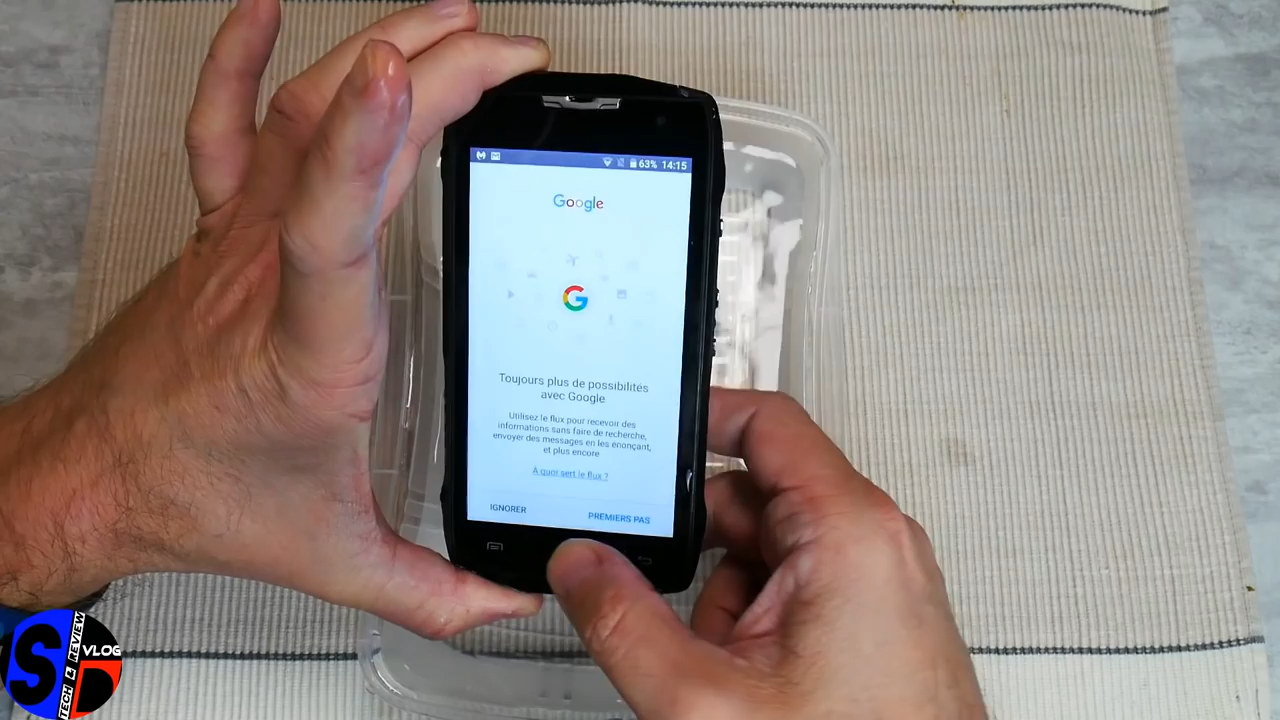 63% 14:15
Google
G
Toujours plus de possibilités
avec Google
Utilisez le flux pour recevoir des
informations sans faire de recherche,
envoyer des messages en les énonçant,
et plus encore
À quoi sert le flux ?
IGNORER
PREMIERS PAS
SD
TECH & REVIEW
VLOG